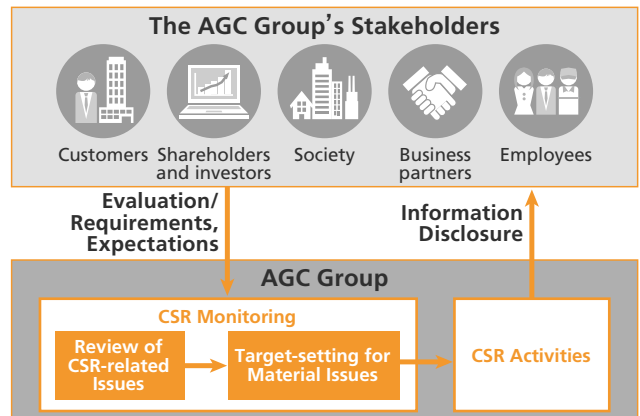 The AGC Group's Stakeholders
Customers
Shareholders
and investors
Society
Business
partners
Employees
Evaluation/
Requirements,
Expectations
Information
Disclosure
AGC Group
CSR Monitoring
Review of
CSR-related
Issues
Target-setting for
Material Issues
CSR Activities